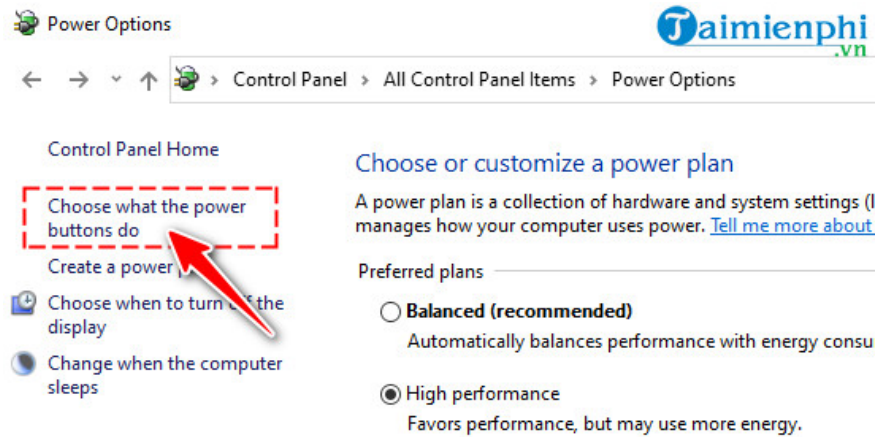 Power Options
Taimienphi
.vn
Control Panel > All Control Panel Items > Power Options
Control Panel Home
Choose what the power
buttons do
Create a power
Choose when to turn off the
display
Change when the computer
sleeps
Choose or customize a power plan
A power plan is a collection of hardware and system settings (l
manages how your computer uses power. Tell me more about
Preferred plans
Balanced (recommended)
Automatically balances performance with energy consu
High performance
Favors performance, but may use more energy.